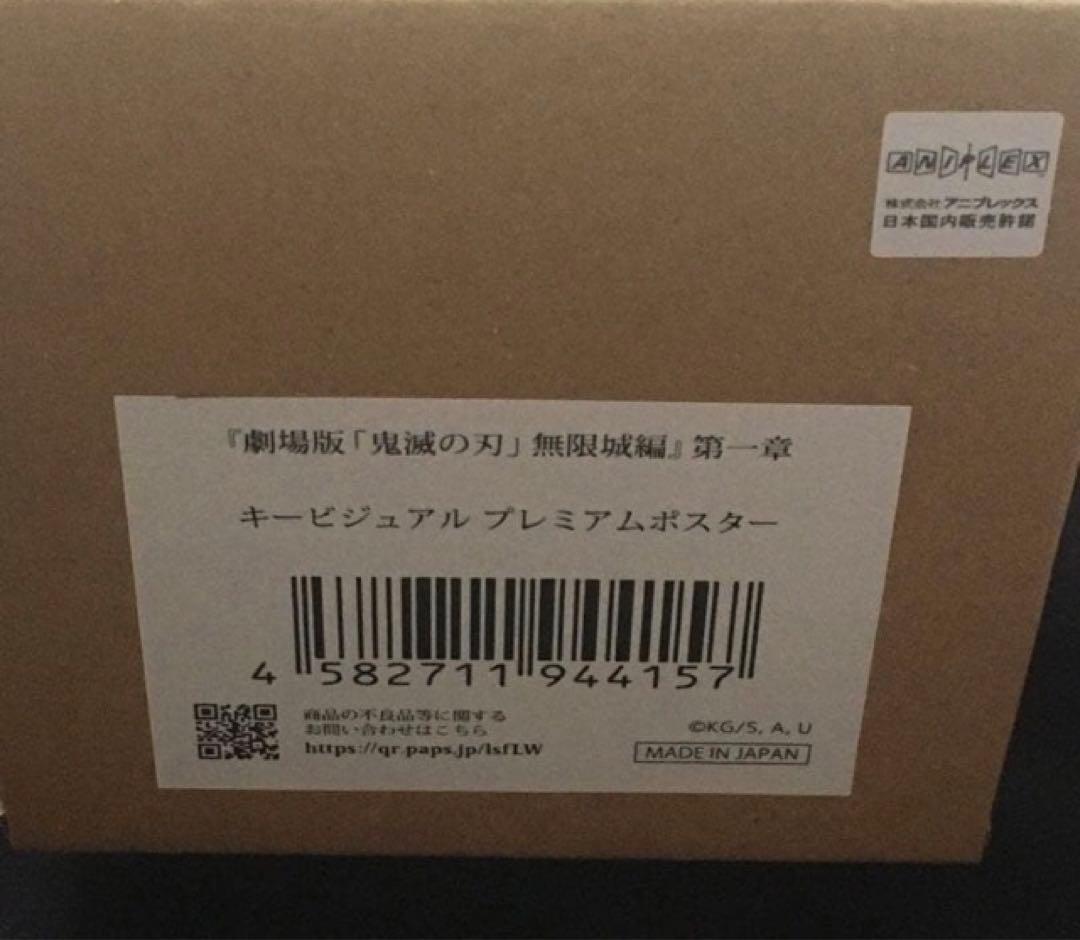 ANIPLEX
株式会社アニプレックス
日本国内販売許諾
『劇場版「鬼滅の刃」無限城編』第一章
キービジュアル プレミアムポスター
4 582711 944157
商品の不良品等に関する
お問い合わせはこちら
https://qr.paps.jp/lsfLW
©KG/S, A, U
MADE IN JAPAN